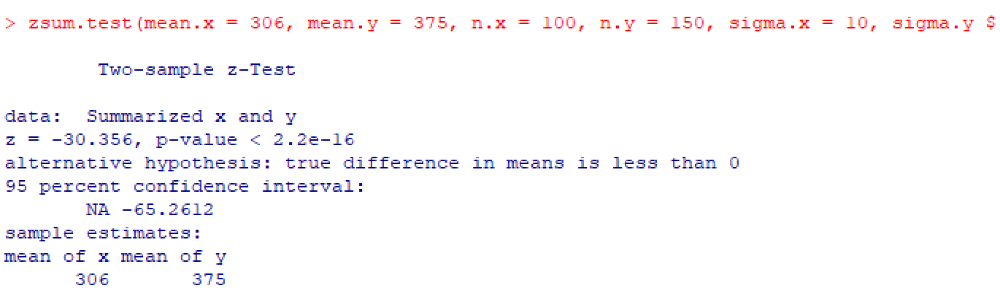 > zsum.test(mean.x = 306, mean.y = 375, n.x = 100, n.y = 150, sigma.x = 10, sigma.y $
Two-sample z-Test
data:  Summarized x and y
z = -30.356, p-value < 2.2e-16
alternative hypothesis: true difference in means is less than 0
95 percent confidence interval:
NA -65.2612
sample estimates:
mean of x mean of y
306 375